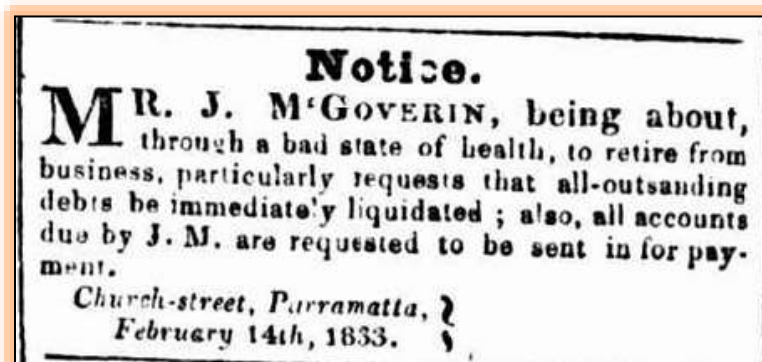 Notice.
MR. J. M‘GOVERIN, being about,
through a bad state of health, to retire from
business, particularly requests that all-outsanding
debts be immediately liquidated ; also, all accounts
due by J. M. are requested to be sent in for pay-
ment.
Church-street, Parramatta,
February 14th, 1833.